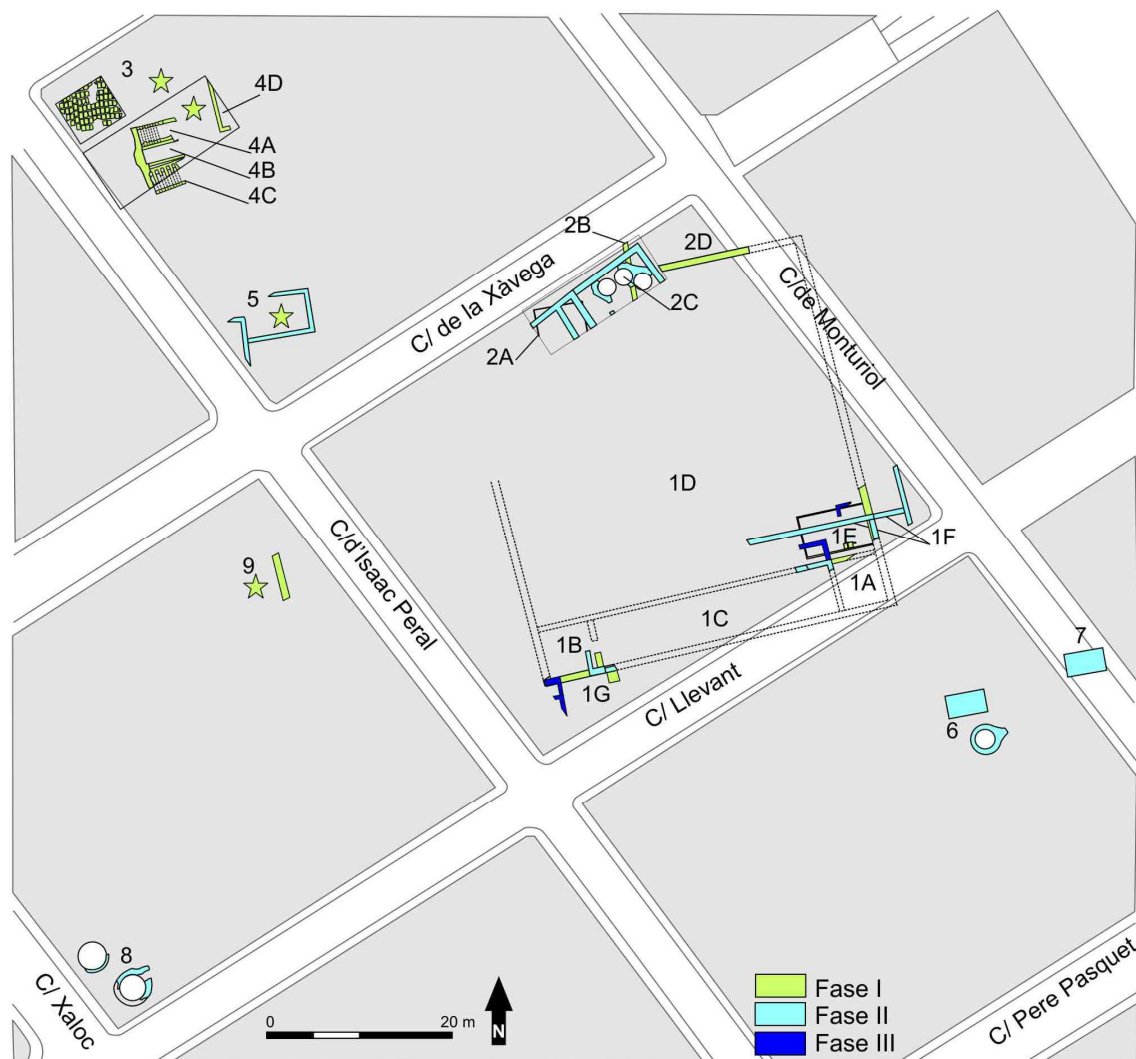 3
4D
4A
4B
4C
2B
2D
C/ de la Xàvega
2C
2A
5
C/de Monturiol
1D
1E
1F
1A
9
C/d'Isaac Peral
1C
1B
1G
C/ Llevant
7
6
8
C/ Xaloc
0
20 m
N
Fase I
Fase II
Fase III
C/ Pere Pasquet